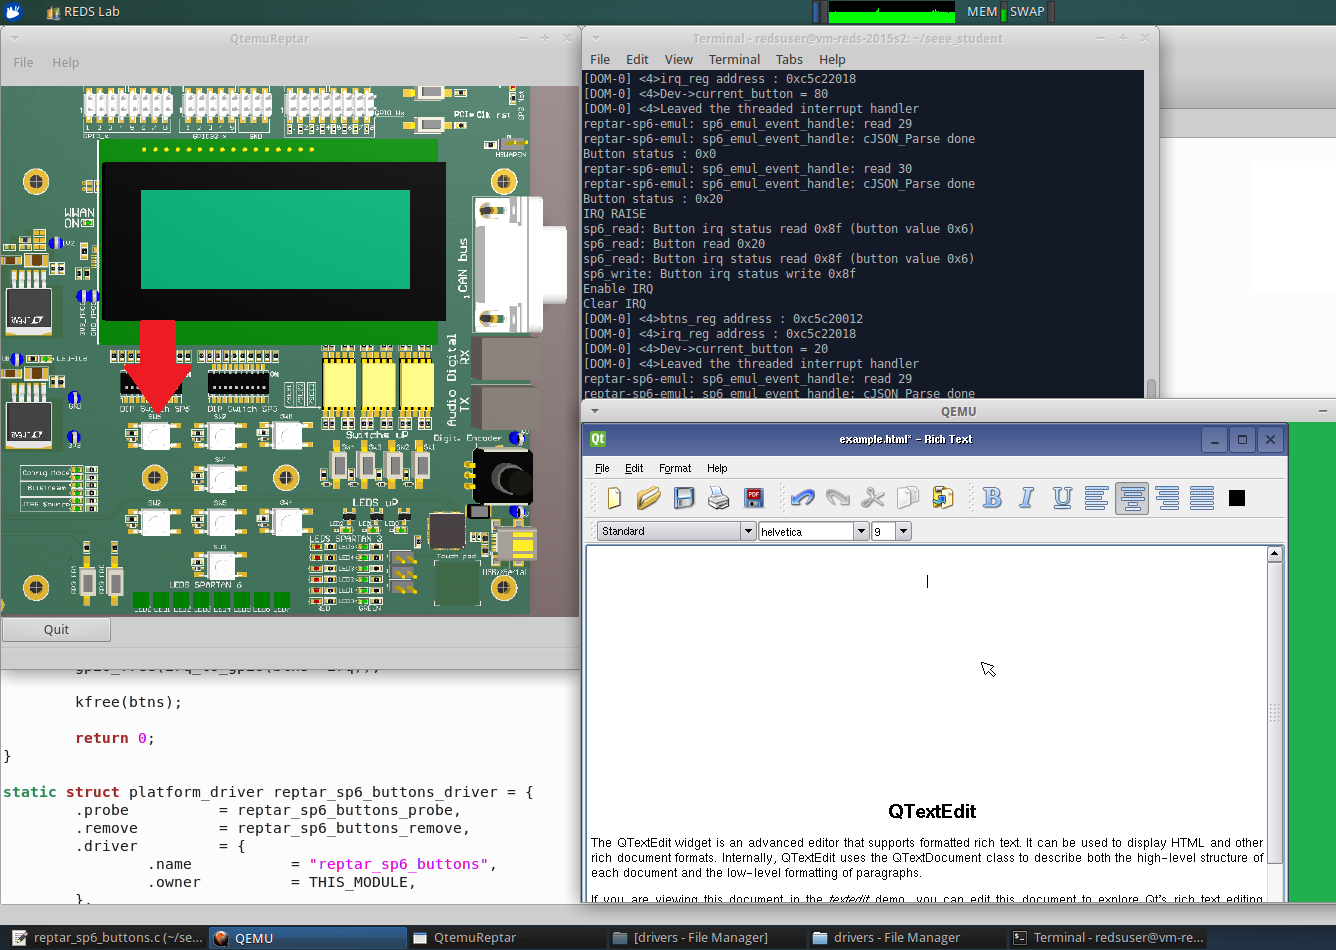 REDS Lab
MEM
SWAP
QtemuReptar
File Help
GPIO_x
GPIO_Hx
PCIe Clk rst
WWAN
ON
CAN bus
Audio Digital
RX
TX
DIP Switch SP6
DIP Switch SP3
Switchs uP
Digit. Encoder
SW4 SW3 SW2 SW1
Config Mode
Bitstream
JTAG Source
LEDS uP
LEDS SPARTAN 3
LEDS SPARTAN 6
Touch pad
USB/Serial
RED
GREEN
Quit
Terminal - redsuser@vm-reds-2015s2: ~/seee_student
File Edit View Terminal Tabs Help
[DOM-0] <4>irq_reg address : 0xc5c22018
[DOM-0] <4>Dev->current_button = 80
[DOM-0] <4>Leaved the threaded interrupt handler
reptar-sp6-emul: sp6_emul_event_handle: read 29
reptar-sp6-emul: sp6_emul_event_handle: cJSON_Parse done
Button status : 0x0
reptar-sp6-emul: sp6_emul_event_handle: read 30
reptar-sp6-emul: sp6_emul_event_handle: cJSON_Parse done
Button status : 0x20
IRQ RAISE
sp6_read: Button irq status read 0x8f (button value 0x6)
sp6_read: Button read 0x20
sp6_read: Button irq status read 0x8f (button value 0x6)
sp6_write: Button irq status write 0x8f
Enable IRQ
Clear IRQ
[DOM-0] <4>btns_reg address : 0xc5c20012
[DOM-0] <4>irq_reg address : 0xc5c22018
[DOM-0] <4>Dev->current_button = 20
[DOM-0] <4>Leaved the threaded interrupt handler
reptar-sp6-emul: sp6_emul_event_handle: read 29
reptar-sp6-emul: sp6_emul_event_handle: cJSON_Parse done
QEMU
Qt example.html* - Rich Text
File Edit Format Help
PDF
B I U
Standard helvetica 9
QTextEdit
The QTextEdit widget is an advanced editor that supports formatted rich text. It can be used to display HTML and other
rich document formats. Internally, QTextEdit uses the QTextDocument class to describe both the high-level structure of
each document and the low-level formatting of paragraphs.
If you are viewing this document in the textedit demo, you can edit this document to explore Qt's rich text editing
kfree(btns);
return 0;
}
static struct platform_driver reptar_sp6_buttons_driver = {
.probe = reptar_sp6_buttons_probe,
.remove = reptar_sp6_buttons_remove,
.driver = {
.name = "reptar_sp6_buttons",
.owner = THIS_MODULE,
},
reptar_sp6_buttons.c (~/se...
QEMU
QtemuReptar
[drivers - File Manager]
drivers - File Manager
Terminal - redsuser@vm-re...